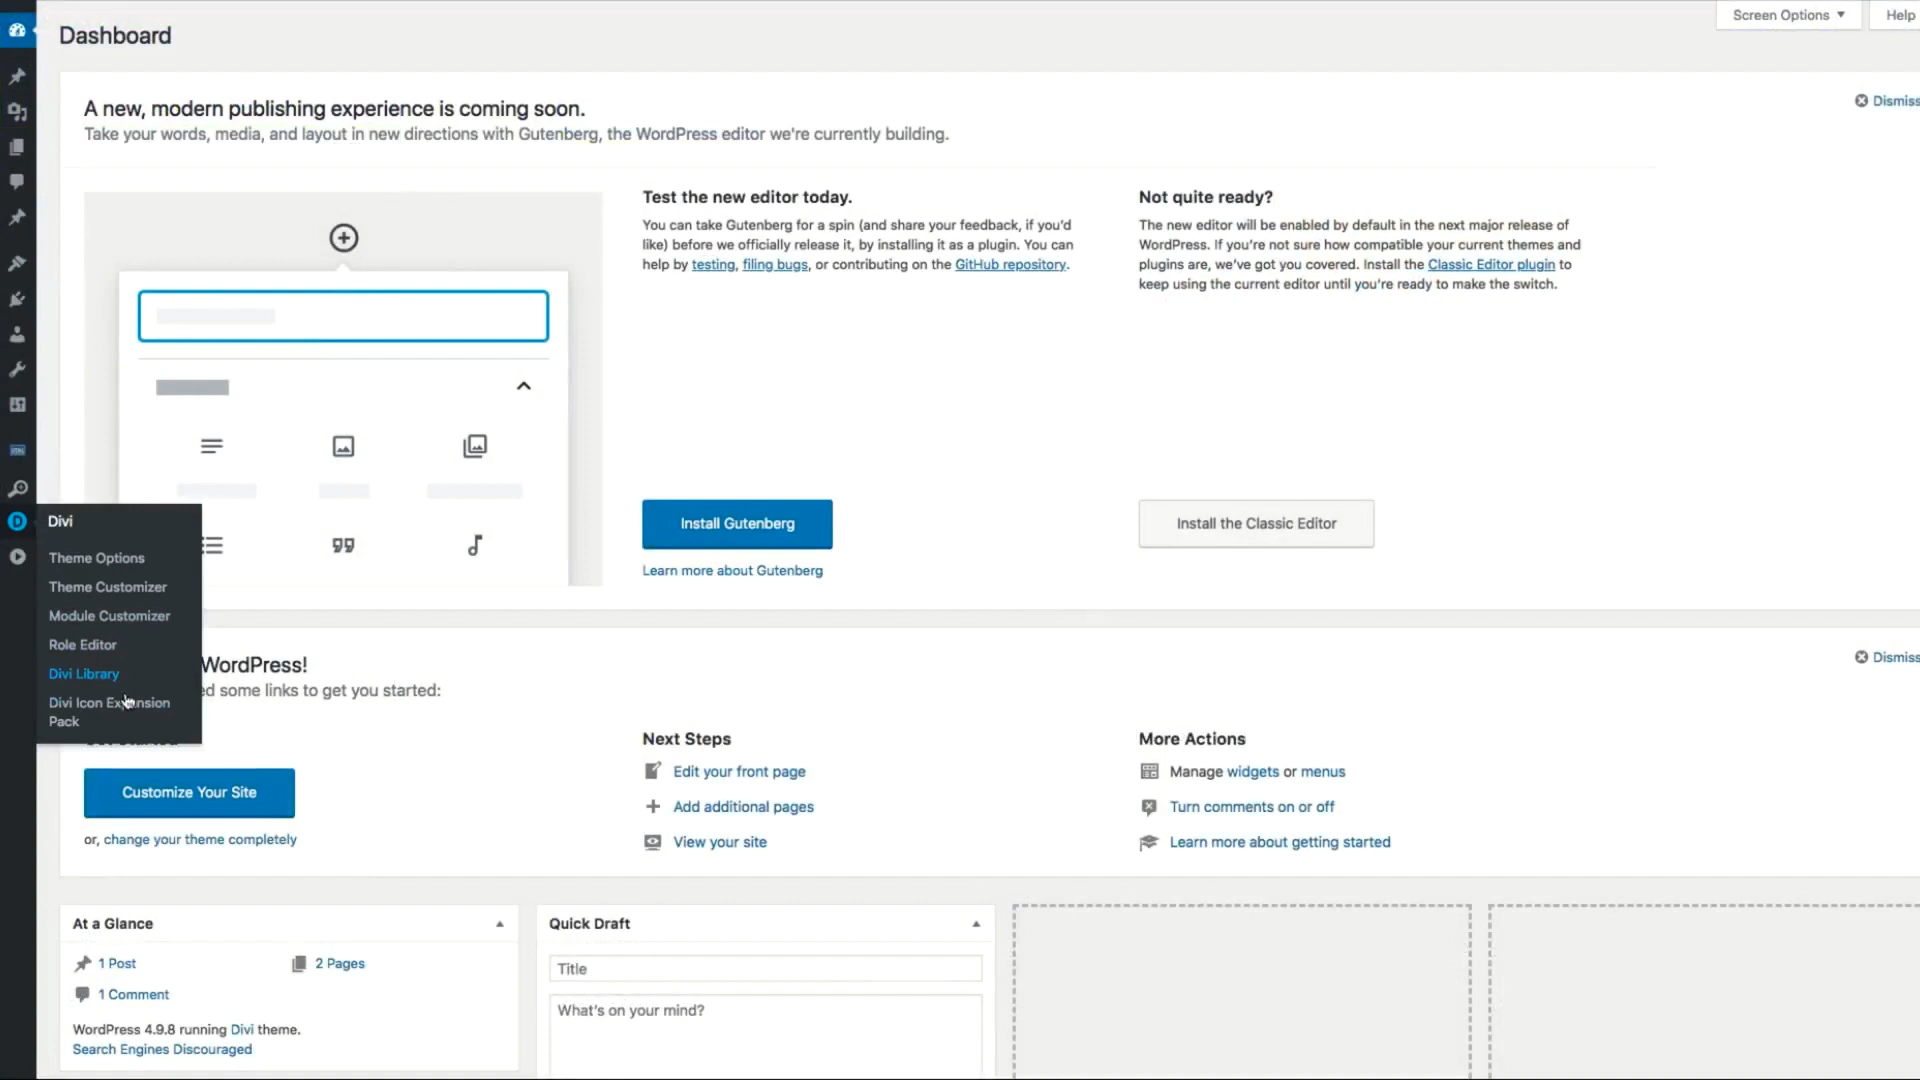 Screen Options
Help
Dashboard
A new, modern publishing experience is coming soon.
Dismiss
Take your words, media, and layout in new directions with Gutenberg, the WordPress editor we're currently building.
Test the new editor today.
You can take Gutenberg for a spin (and share your feedback, if you'd
like) before we officially release it, by installing it as a plugin. You can
help by testing, filing bugs, or contributing on the GitHub repository.
Install Gutenberg
Learn more about Gutenberg
Not quite ready?
The new editor will be enabled by default in the next major release of
WordPress. If you're not sure how compatible your current themes and
plugins are, we've got you covered. Install the Classic Editor plugin to
keep using the current editor until you're ready to make the switch.
Install the Classic Editor
Divi
Theme Options
Theme Customizer
Module Customizer
Role Editor
Divi Library
Divi Icon Expansion
Pack
WordPress!
Dismiss
ed some links to get you started:
Customize Your Site
or, change your theme completely
Next Steps
Edit your front page
Add additional pages
View your site
More Actions
Manage widgets or menus
Turn comments on or off
Learn more about getting started
At a Glance
1 Post
2 Pages
1 Comment
WordPress 4.9.8 running Divi theme.
Search Engines Discouraged
Quick Draft
Title
What's on your mind?